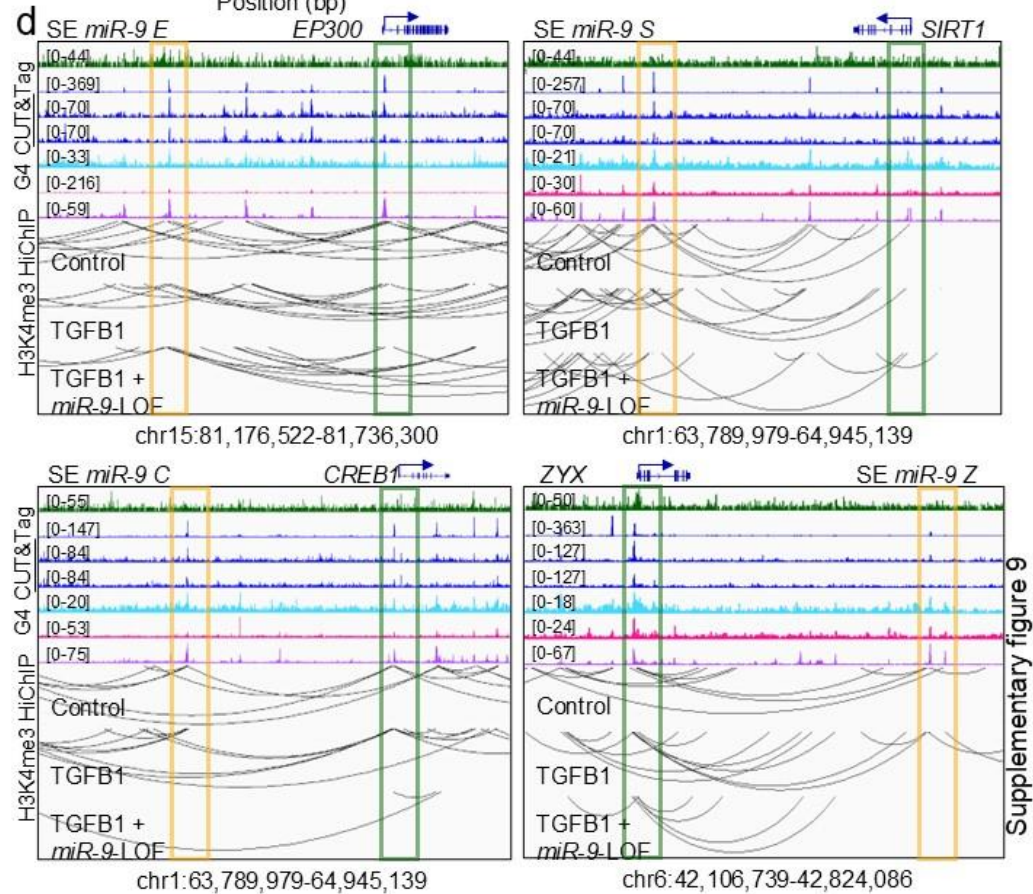 Position (bp)
d
SE miR-9 E
EP300
SE miR-9 S
SIRT1
G4 CUT&Tag
H3K4me3 HiChIP
[0-44]
[0-369]
[0-70]
[0-70]
[0-33]
[0-216]
[0-59]
Control
TGFB1
TGFB1 +
miR-9-LOF
chr15:81,176,522-81,736,300
[0-44]
[0-257]
[0-70]
[0-70]
[0-21]
[0-30]
[0-60]
Control
TGFB1
TGFB1 +
miR-9-LOF
chr1:63,789,979-64,945,139
SE miR-9 C
CREB1
ZYX
SE miR-9 Z
G4 CUT&Tag
H3K4me3 HiChIP
[0-55]
[0-147]
[0-84]
[0-84]
[0-20]
[0-53]
[0-75]
Control
TGFB1
TGFB1 +
miR-9-LOF
chr1:63,789,979-64,945,139
[0-50]
[0-363]
[0-127]
[0-127]
[0-18]
[0-24]
[0-67]
Control
TGFB1
TGFB1 +
miR-9-LOF
chr6:42,106,739-42,824,086
Supplementary figure 9